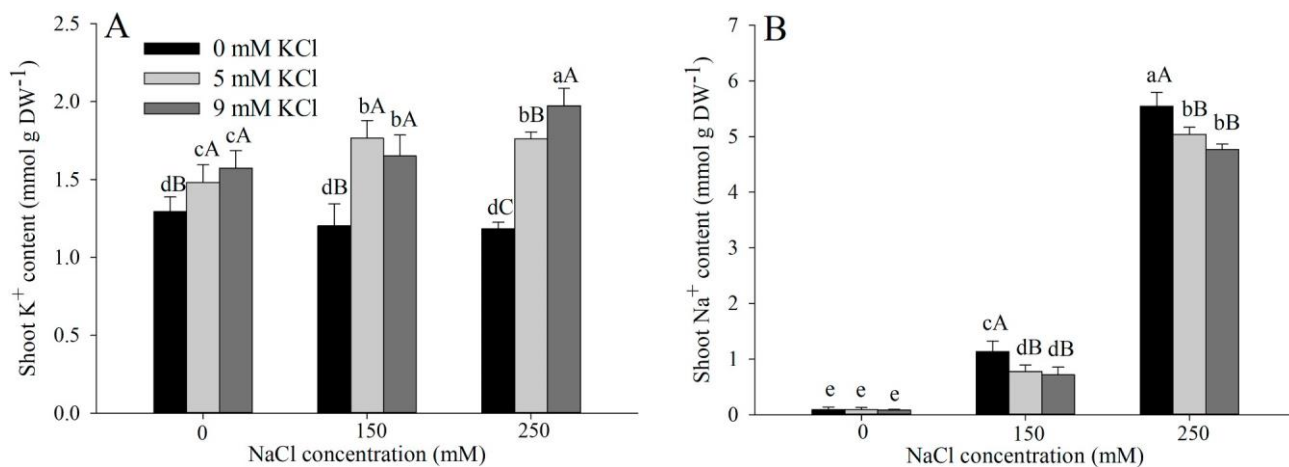 A
0 mM KCl
5 mM KCl
9 mM KCl
Shoot K⁺ content (mmol g DW⁻¹)
2.5
2.0
1.5
1.0
0.5
0.0
dB cA cA
dB bA bA
dC bB aA
0 150 250
NaCl concentration (mM)
B
Shoot Na⁺ content (mmol g DW⁻¹)
7
6
5
4
3
2
1
0
e e e
cA dB dB
aA bB bB
0 150 250
NaCl concentration (mM)